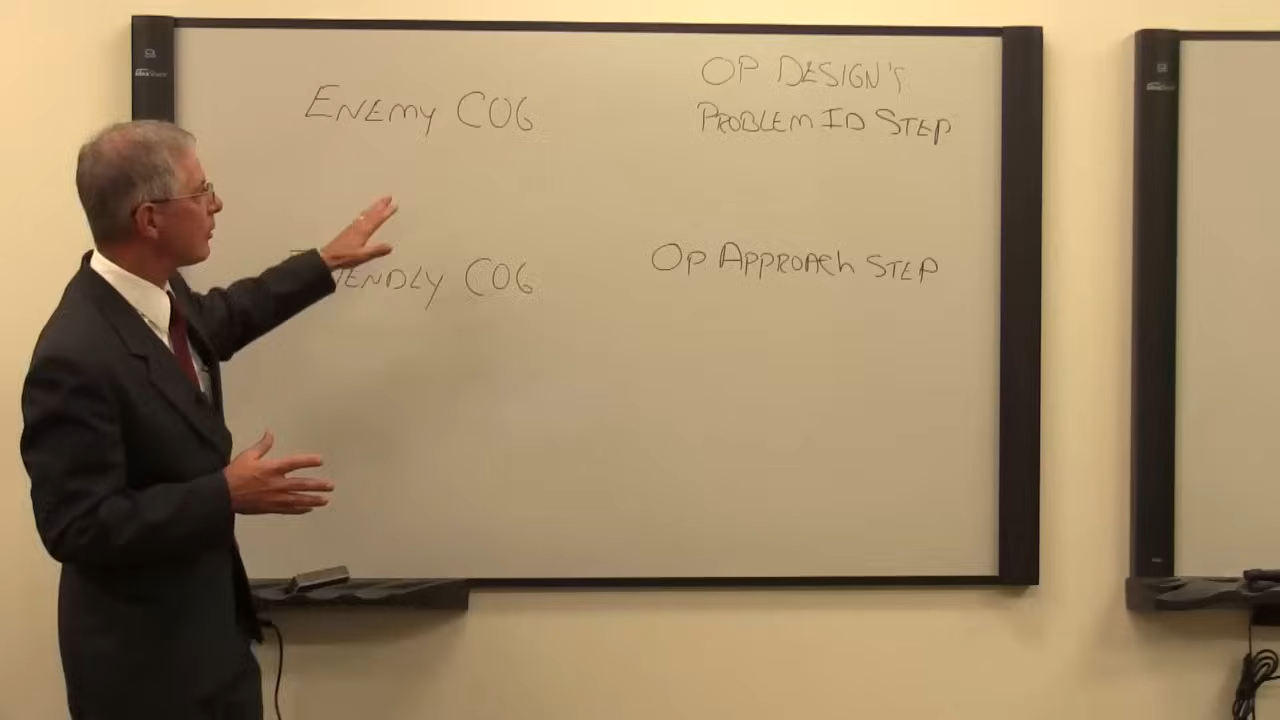 ENEMY COG
OP DESIGN'S
PROBLEM ID STEP
COG
OP APPROACH STEP